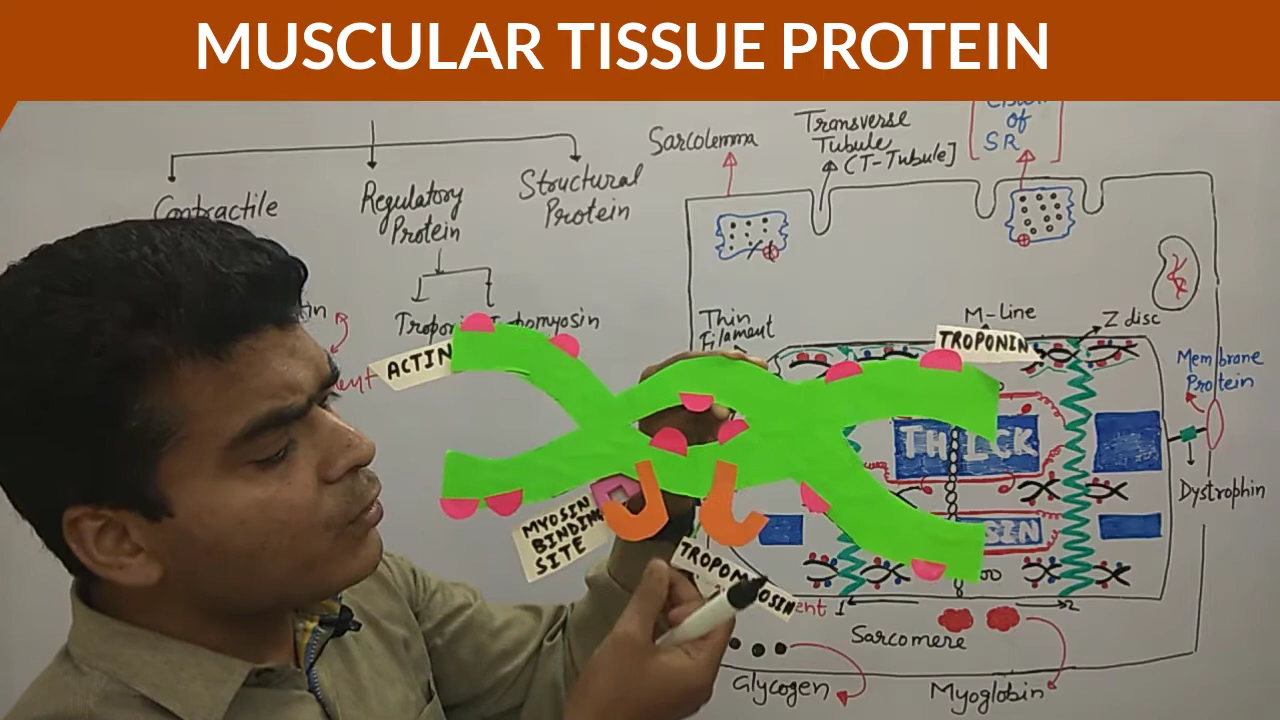 MUSCULAR TISSUE PROTEIN
Contractile
Regulatory
Protein
Structural
Protein
Sarcolemma
Transverse
Tubule
(T-Tubule]
of
SR
Tropomyosin
ACTIN
Thin
Filament
M-Line
Z disc
TROPONIN
Membrane
Protein
THICK
Dystrophin
MYOSIN
BINDING
SITE
Sarcomere
Glycogen
Myoglobin